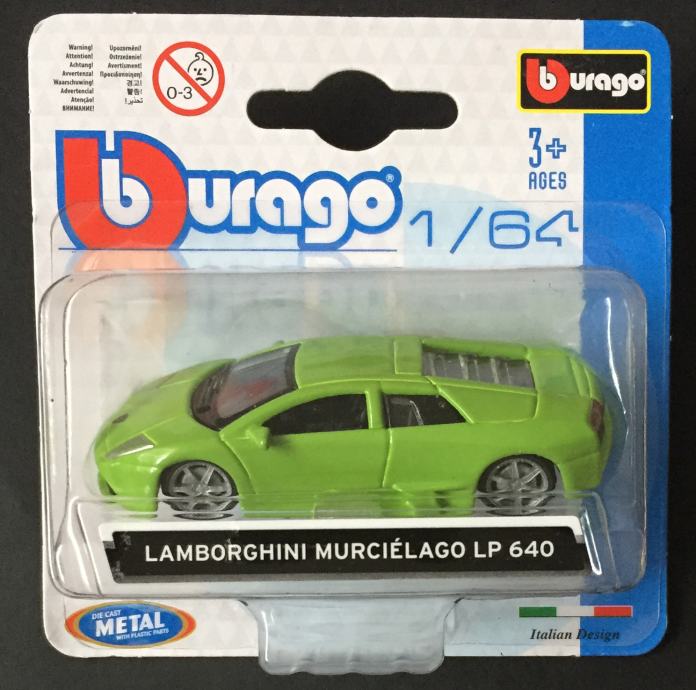 Warning!
Attention!
Achtung!
Avvertenza!
Waarschuwing!
Advertencia!
Atenção!
ВНИМАНИЕ!
Upozornění!
Ostrzeżenie!
Avertisment!
Προειδοποίηση!
경고!
警告!
تحذير!
0-3
burago®
burago®
3+
AGES
1/64
LAMBORGHINI MURCIÉLAGO LP 640
DIE CAST
METAL
WITH PLASTIC PARTS
Italian Design